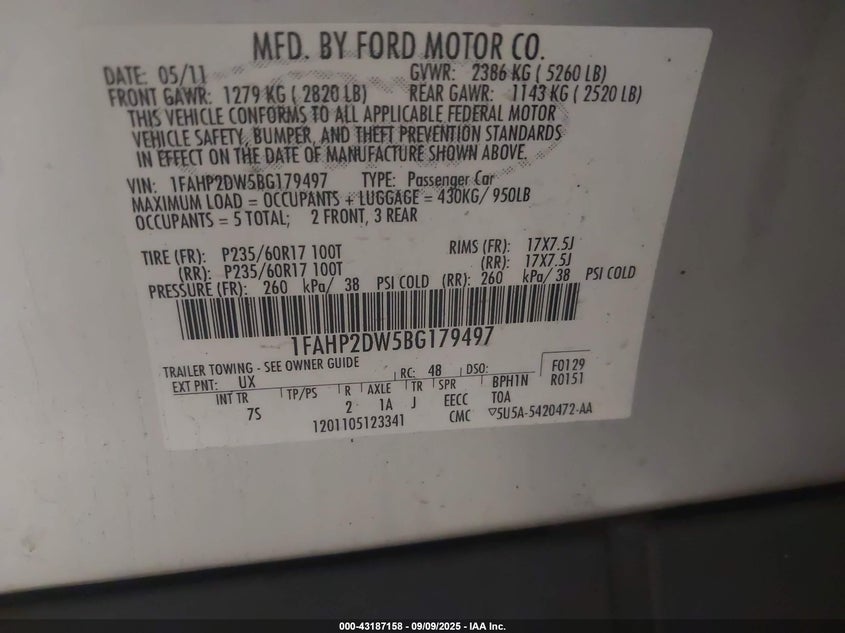 MFD. BY FORD MOTOR CO.
DATE: 05/11 GVWR: 2386 KG ( 5260 LB)
FRONT GAWR: 1279 KG ( 2820 LB) REAR GAWR: 1143 KG ( 2520 LB)
THIS VEHICLE CONFORMS TO ALL APPLICABLE FEDERAL MOTOR
VEHICLE SAFETY, BUMPER, AND THEFT PREVENTION STANDARDS
IN EFFECT ON THE DATE OF MANUFACTURE SHOWN ABOVE.
VIN: 1FAHP2DW5BG179497 TYPE: Passenger Car
MAXIMUM LOAD = OCCUPANTS + LUGGAGE = 430KG/ 950LB
OCCUPANTS = 5 TOTAL; 2 FRONT, 3 REAR
TIRE (FR): P235/60R17 100T RIMS (FR): 17X7.5J
(RR): P235/60R17 100T (RR): 17X7.5J
PRESSURE (FR): 260 kPa/ 38 PSI COLD (RR): 260 kPa/ 38 PSI COLD
1FAHP2DW5BG179497
TRAILER TOWING - SEE OWNER GUIDE
EXT PNT: UX RC: 48 DSO: F0129
R0151
INT TR TP/PS R AXLE TR SPR BPH1N
7S 2 1A J EECC TOA
1201105123341 CMC ▽5U5A-5420472-AA
000-43187158 - 09/09/2025 - IAA Inc.